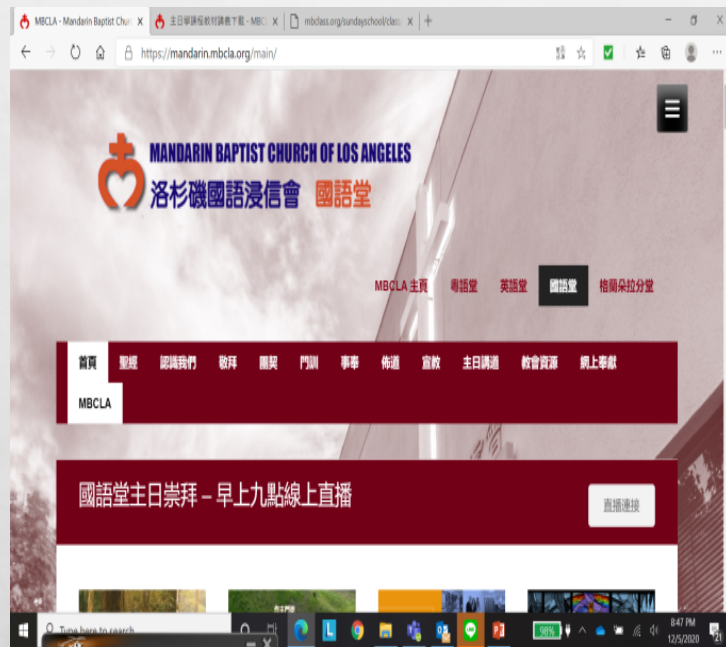 MBCLA - Mandarin Baptist Churc
主日學課程教材講義下載 - MBC
mbclass.org/sundayschool/class
https://mandarin.mbcla.org/main/
MANDARIN BAPTIST CHURCH OF LOS ANGELES
洛杉磯國語浸信會 國語堂
MBCLA 主頁 粵語堂 英語堂 國語堂 格蘭朵拉分堂
首頁 聖經 認識我們 敬拜 團契 門訓 事奉 佈道 宣教 主日講道 教會資源 網上奉獻
MBCLA
國語堂主日崇拜 – 早上九點線上直播
直播連接
Type here to search
98%
8:47 PM
12/5/2020